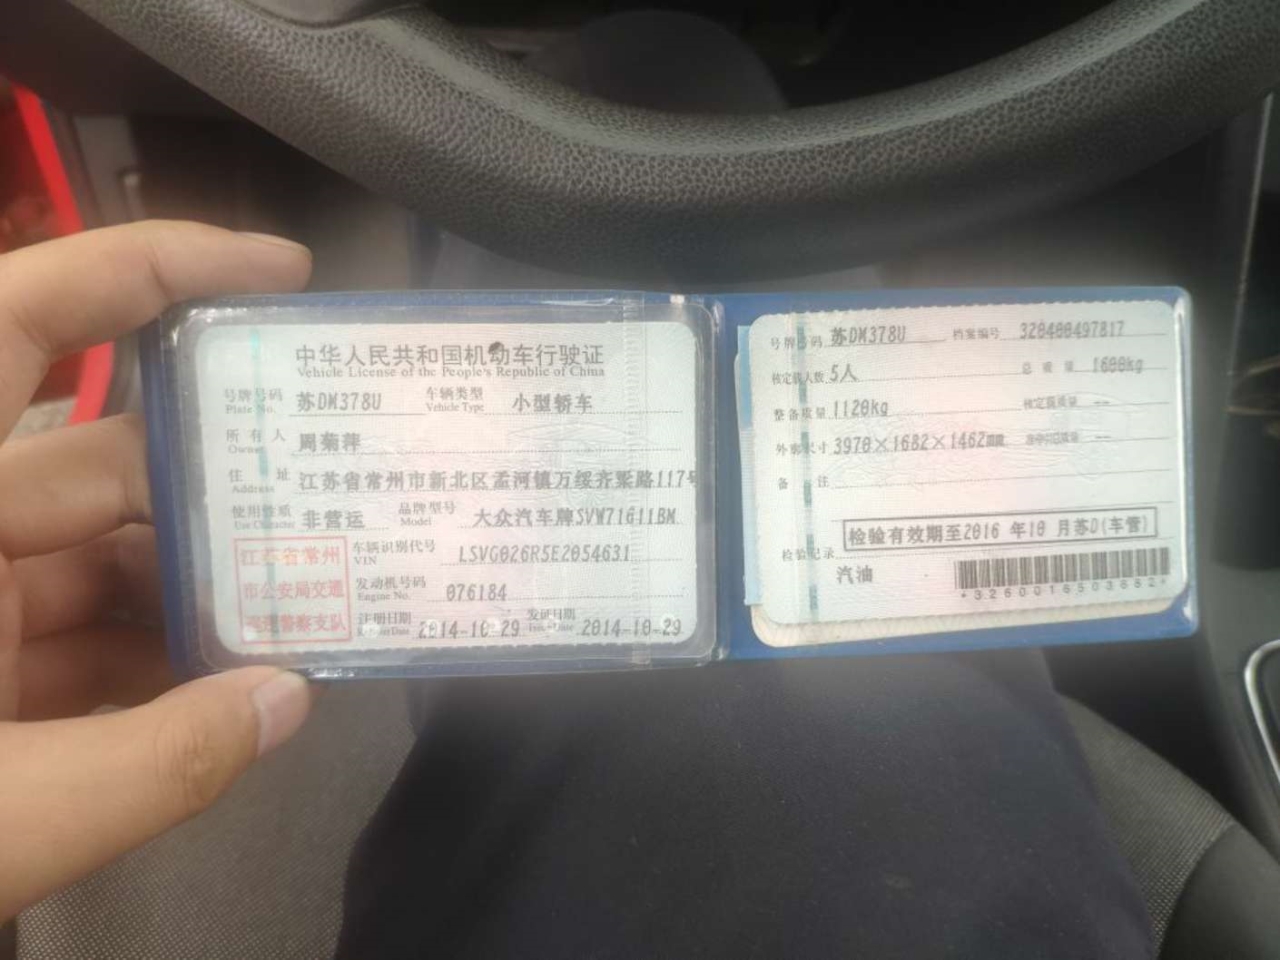 中华人民共和国机动车行驶证
Vehicle License of the People's Republic of China
号牌号码 苏DM378U 车辆类型 小型轿车
Plate No. Vehicle Type
所有人 周菊萍
Owner
住址 江苏省常州市新北区孟河镇万绥齐梁路117号
Address
使用性质 非营运 品牌型号 大众汽车牌SVW71611BM
Use Character Model
车辆识别代号 LSVG026R5E2054631
VIN
发动机号码 076184
Engine No.
注册日期 2014-10-29 发证日期 2014-10-29
Register Date Issue Date
江苏省常州
市公安局交通
巡逻警察支队
号牌号码 苏DM378U 档案编号 320400497817
核定载人数 5人 总质量 1600kg
整备质量 1120kg 核定载质量 --
外廓尺寸 3970×1682×1462mm 准牵引总质量 --
备注
检验有效期至2016 年10 月苏D(车管)
检验记录
汽油
*3260016503682*